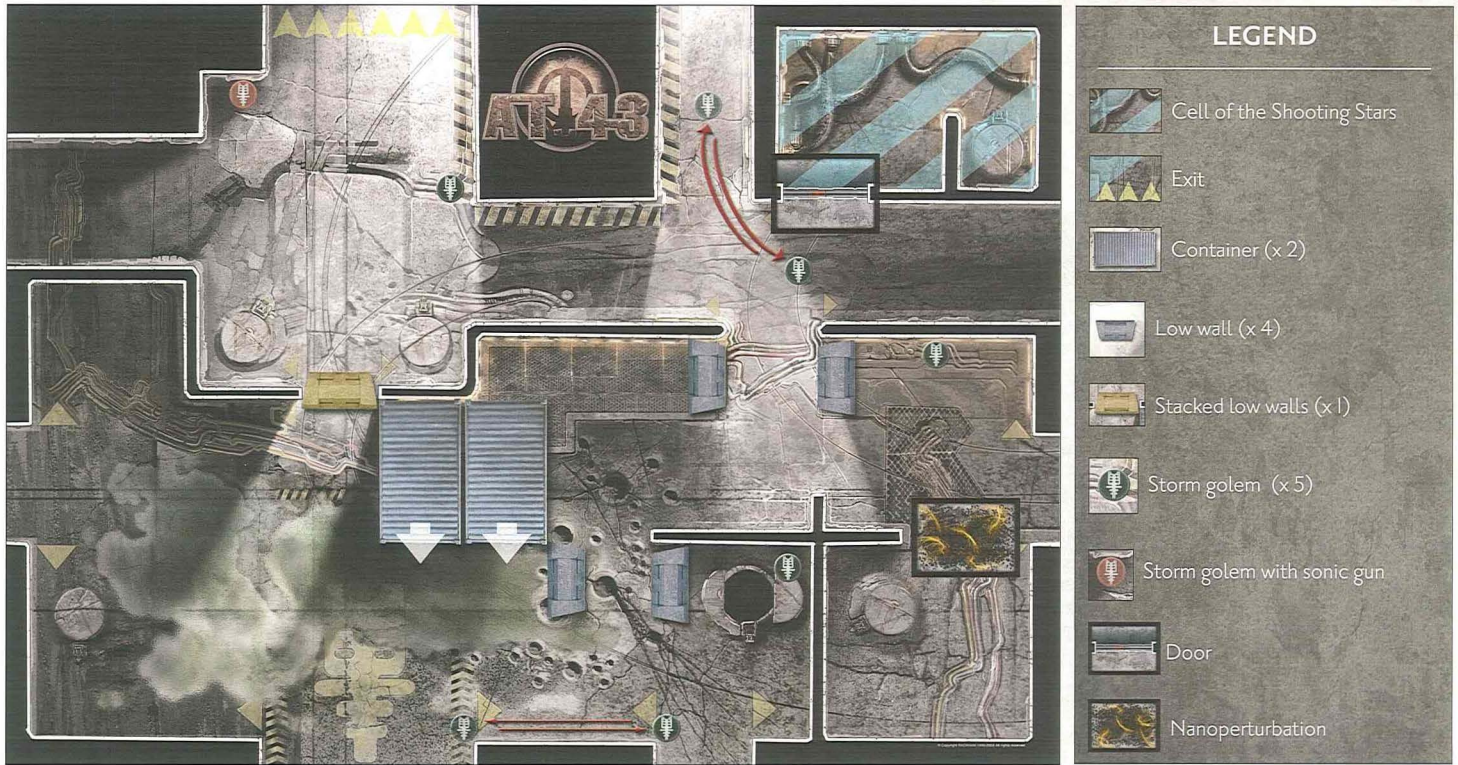 AT-43
LEGEND
Cell of the Shooting Stars
Exit
Container (x 2)
Low wall (x 4)
Stacked low walls (x 1)
Storm golem (x 5)
Storm golem with sonic gun
Door
Nanoperturbation